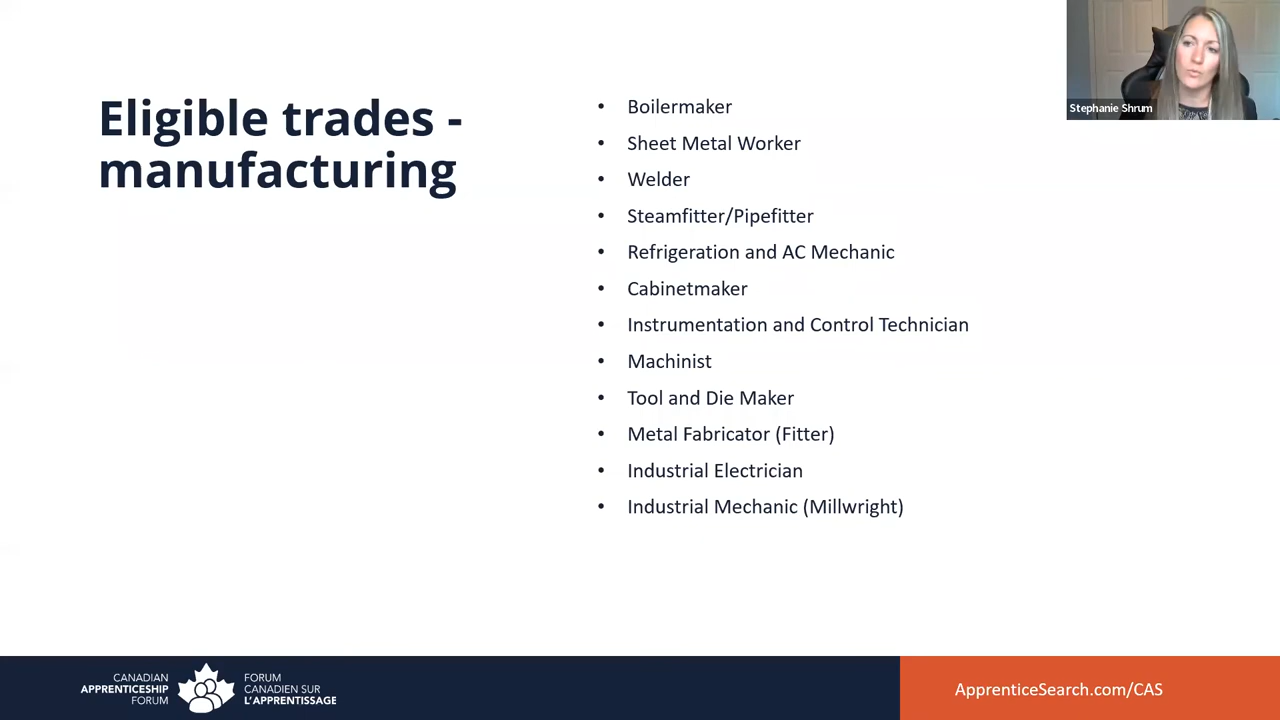 Eligible trades -
manufacturing
• Boilermaker
• Sheet Metal Worker
• Welder
• Steamfitter/Pipefitter
• Refrigeration and AC Mechanic
• Cabinetmaker
• Instrumentation and Control Technician
• Machinist
• Tool and Die Maker
• Metal Fabricator (Fitter)
• Industrial Electrician
• Industrial Mechanic (Millwright)
Stephanie Shrum
CANADIAN
APPRENTICESHIP
FORUM
FORUM
CANADIEN SUR
L'APPRENTISSAGE
ApprenticeSearch.com/CAS